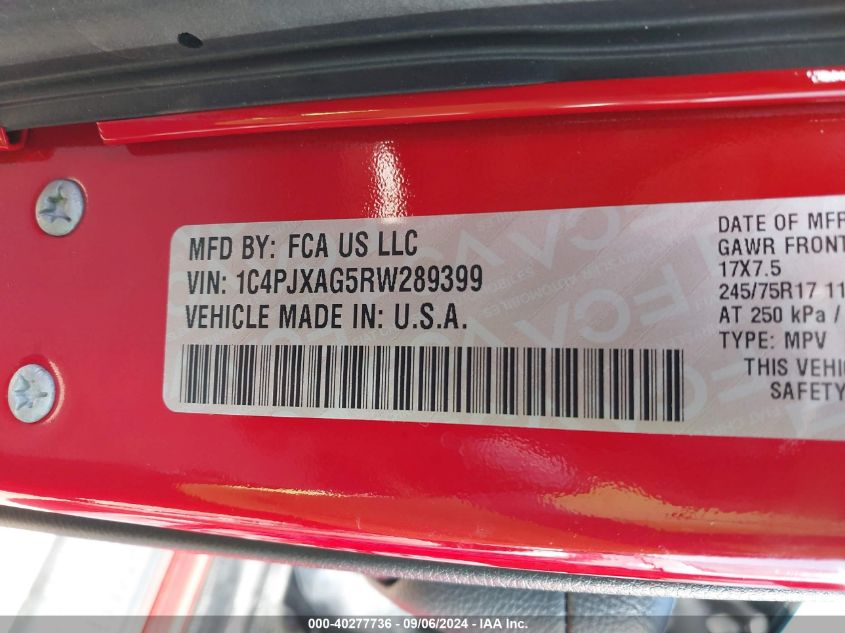 MFD BY: FCA US LLC
VIN: 1C4PJXAG5RW289399
VEHICLE MADE IN: U.S.A.
DATE OF MFR
GAWR FRONT
17X7.5
245/75R17 11
AT 250 kPa /
TYPE: MPV
THIS VEHI
SAFETY
000-40277736 - 09/06/2024 - IAA Inc.